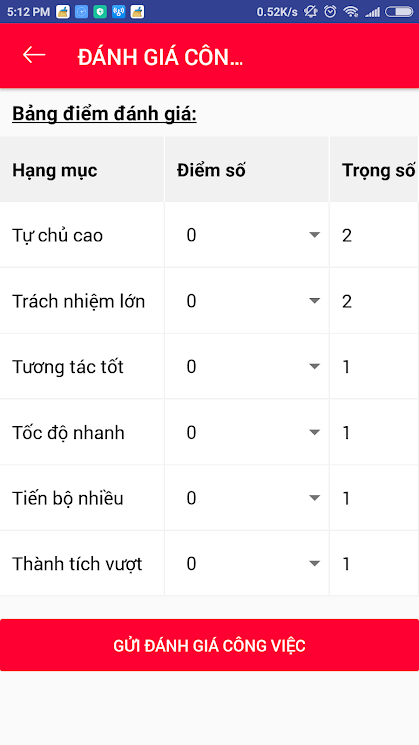 5:12 PM 0.52K/s
ĐÁNH GIÁ CÔN...
Bảng điểm đánh giá:
Hạng mục Điểm số Trọng số
Tự chủ cao 0 2
Trách nhiệm lớn 0 2
Tương tác tốt 0 1
Tốc độ nhanh 0 1
Tiến bộ nhiều 0 1
Thành tích vượt 0 1
GỬI ĐÁNH GIÁ CÔNG VIỆC